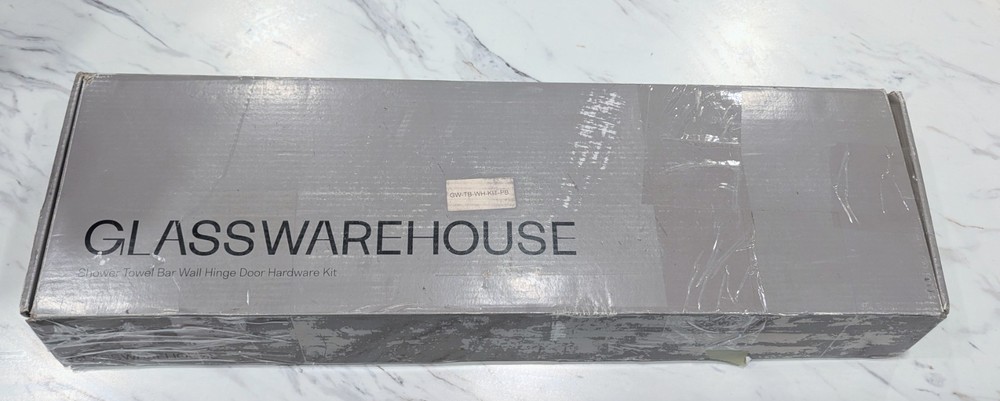 GW-TB-WH-KIT-PB
GLASSWAREHOUSE
Shower Towel Bar Wall Hinge Door Hardware Kit